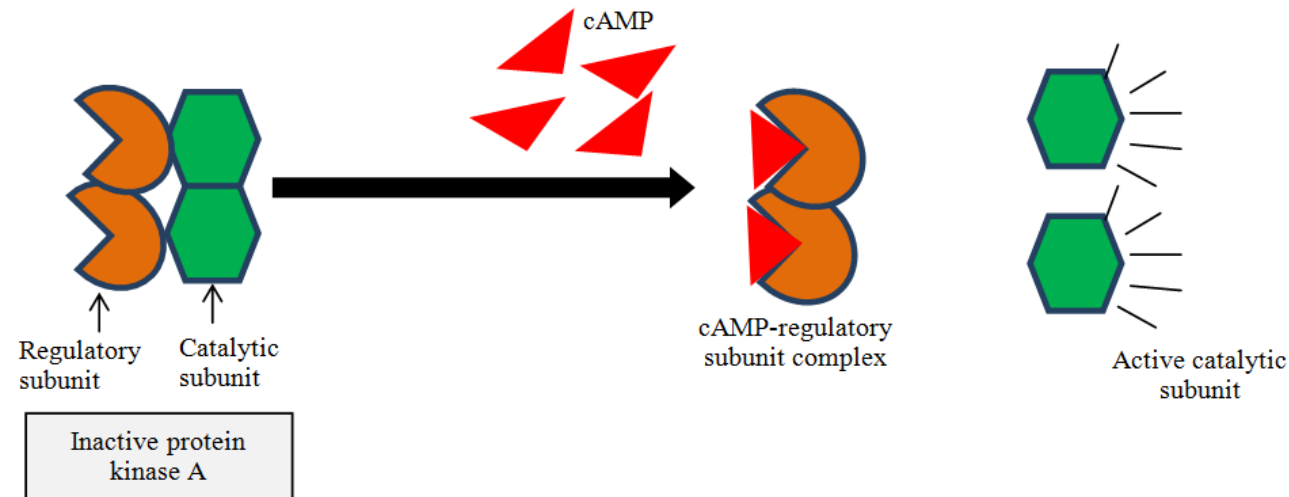 cAMP
Regulatory
subunit
Catalytic
subunit
Inactive protein
kinase A
cAMP-regulatory
subunit complex
Active catalytic
subunit